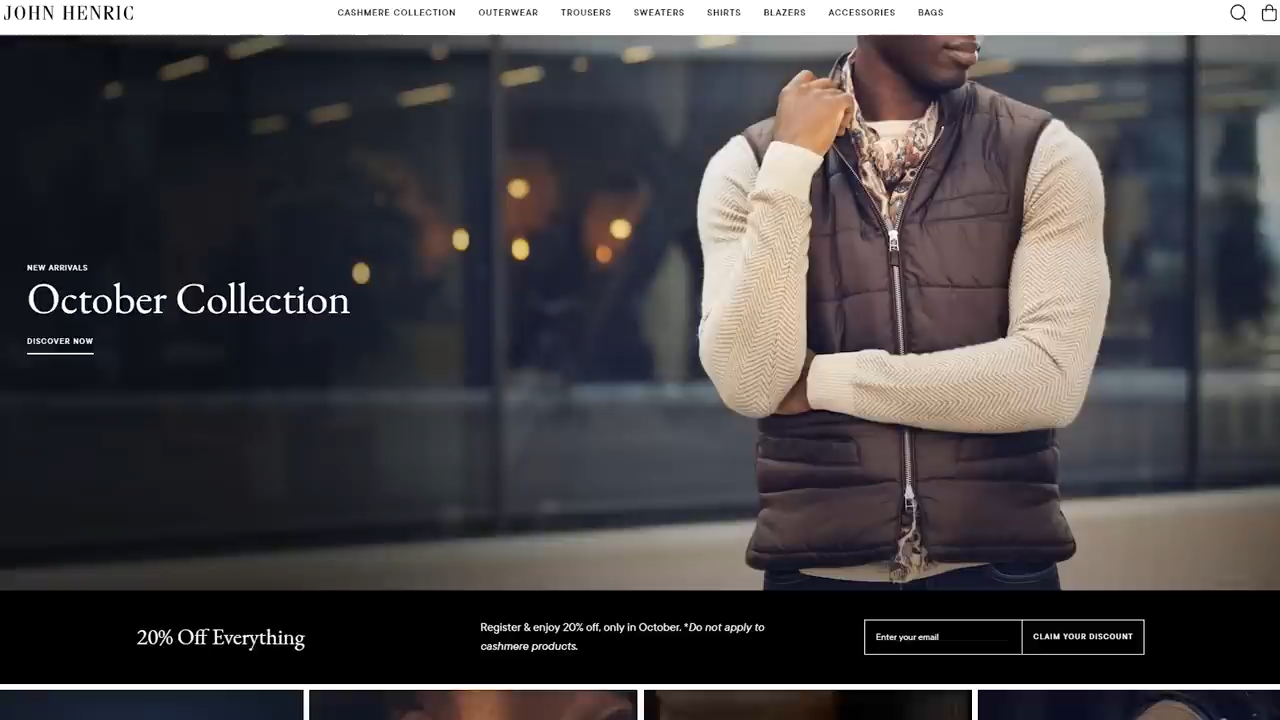 JOHN HENRIC
CASHMERE COLLECTION OUTERWEAR TROUSERS SWEATERS SHIRTS BLAZERS ACCESSORIES BAGS
NEW ARRIVALS
October Collection
DISCOVER NOW
20% Off Everything
Register & enjoy 20% off, only in October. *Do not apply to
cashmere products.
Enter your email
CLAIM YOUR DISCOUNT